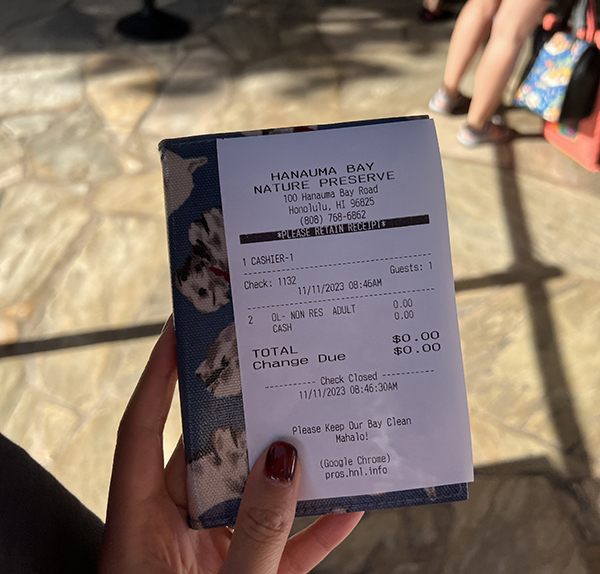 HANAUMA BAY
NATURE PRESERVE
100 Hanauma Bay Road
Honolulu, HI 96825
(808) 768-6862
*PLEASE RETAIN RECEIPT*
1 CASHIER-1
Check: 1132 Guests: 1
11/11/2023 08:46AM
2 OL- NON RES ADULT 0.00
CASH 0.00
TOTAL $0.00
Change Due $0.00
Check Closed
11/11/2023 08:46:30AM
Please Keep Our Bay Clean
Mahalo!
(Google Chrome)
pros.hnl.info